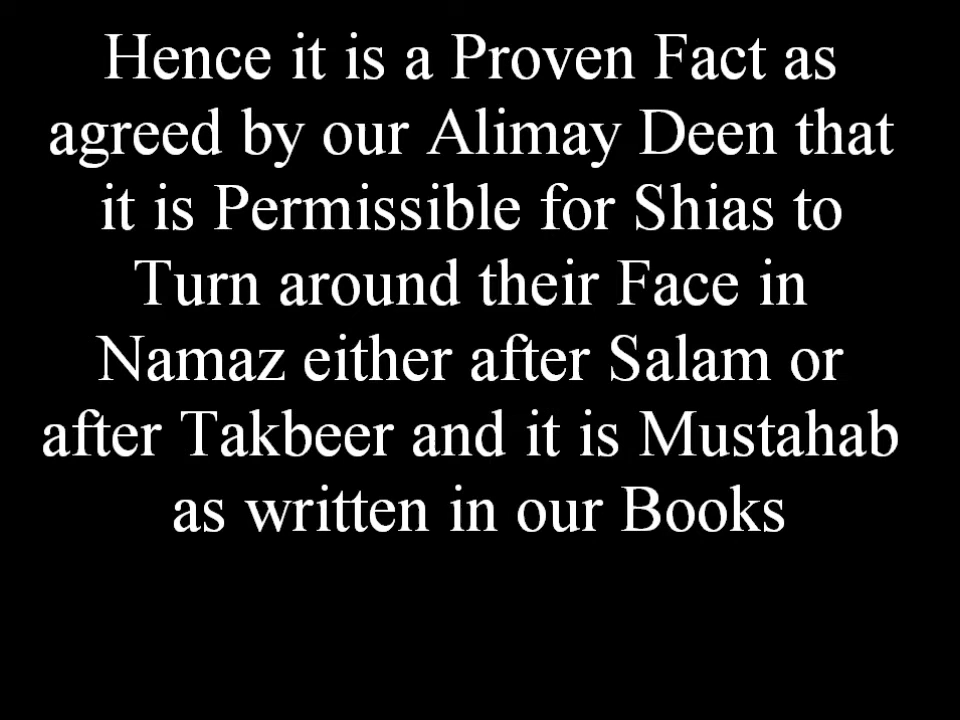 Hence it is a Proven Fact as
agreed by our Alimay Deen that
it is Permissible for Shias to
Turn around their Face in
Namaz either after Salam or
after Takbeer and it is Mustahab
as written in our Books